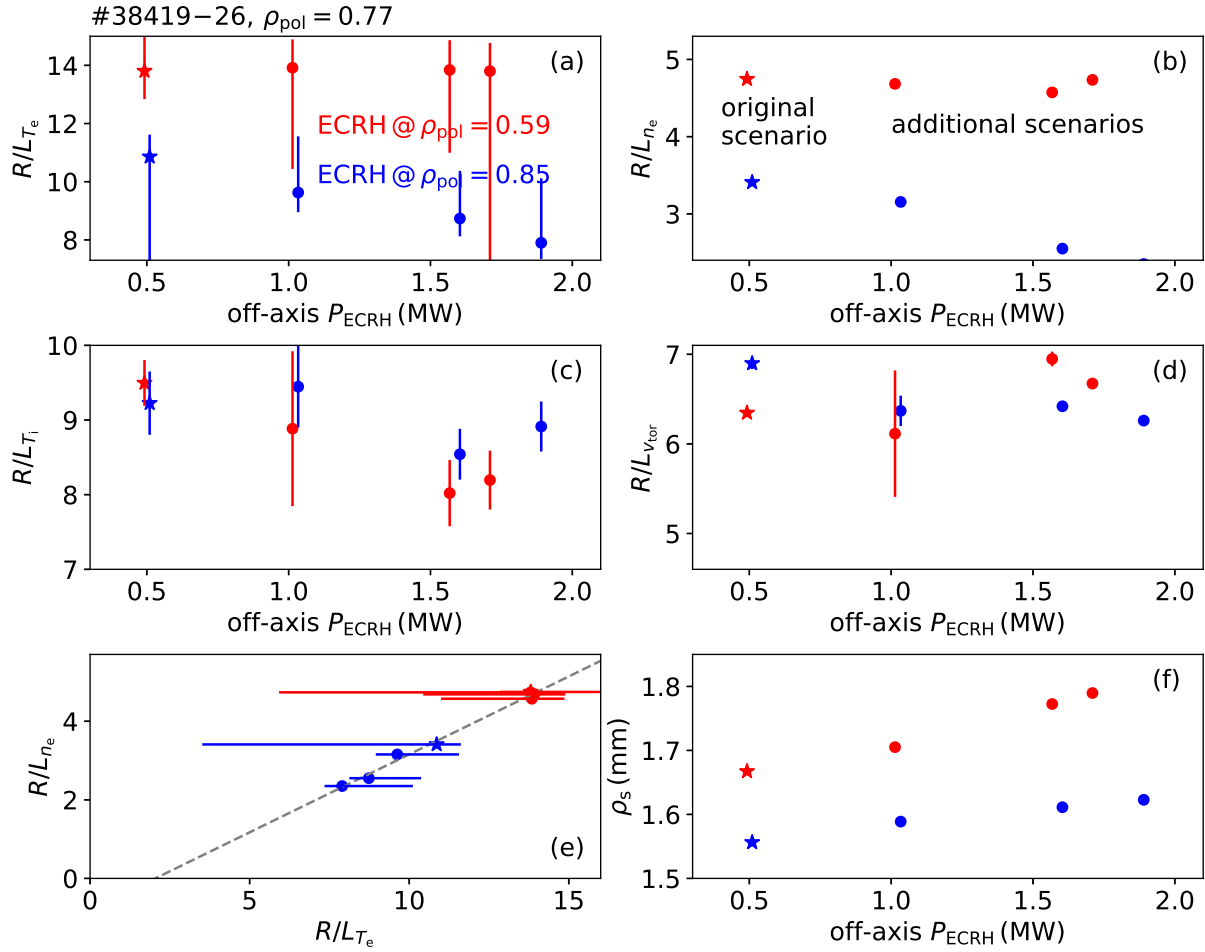 #38419−26, ρpol = 0.77
14
12
10
8
R/LTe
(a)
ECRH @ ρpol = 0.59
ECRH @ ρpol = 0.85
0.5 1.0 1.5 2.0
off-axis PECRH (MW)
5
4
3
R/Lne
(b)
original
scenario
additional scenarios
0.5 1.0 1.5 2.0
off-axis PECRH (MW)
10
9
8
7
R/LTi
(c)
0.5 1.0 1.5 2.0
off-axis PECRH (MW)
7
6
5
R/Lvtor
(d)
0.5 1.0 1.5 2.0
off-axis PECRH (MW)
4
2
0
R/Lne
(e)
0 5 10 15
R/LTe
1.8
1.7
1.6
1.5
ρs (mm)
(f)
0.5 1.0 1.5 2.0
off-axis PECRH (MW)